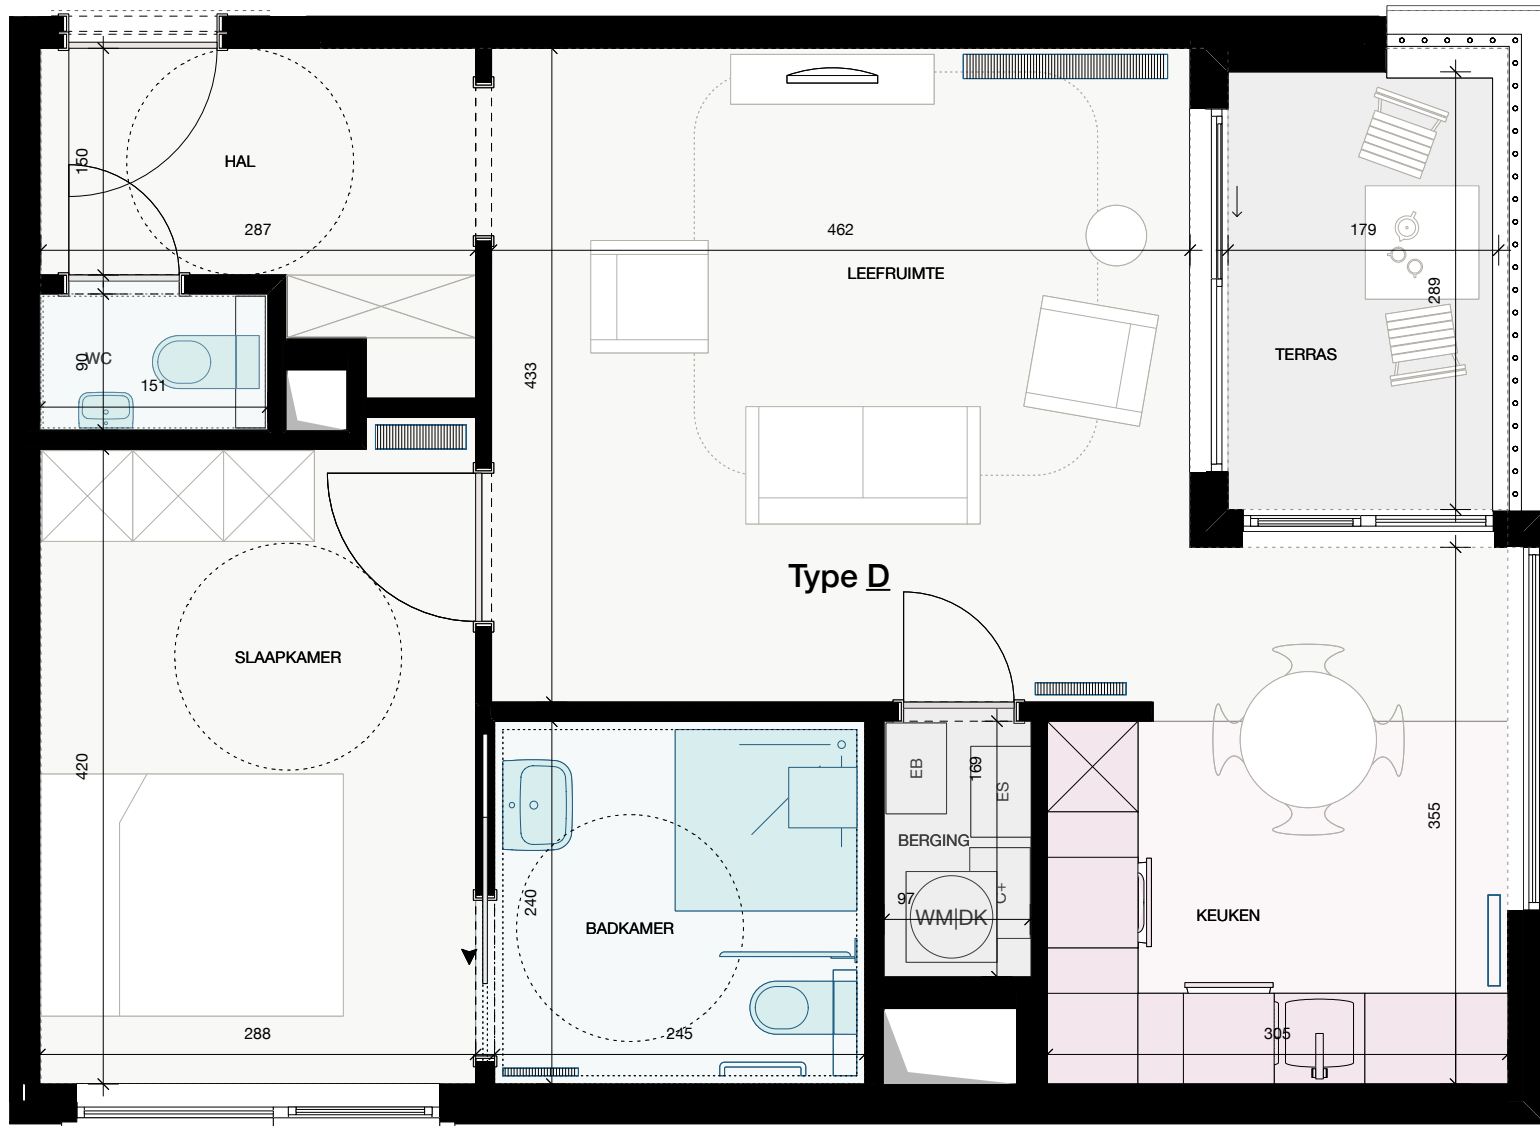 HAL
150
287
462
LEEFRUIMTE
179
289
TERRAS
WC
90
151
433
Type D
SLAAPKAMER
420
EB
169
ES
BERGING
355
240
97
C+
WM|DK
BADKAMER
KEUKEN
288
245
305